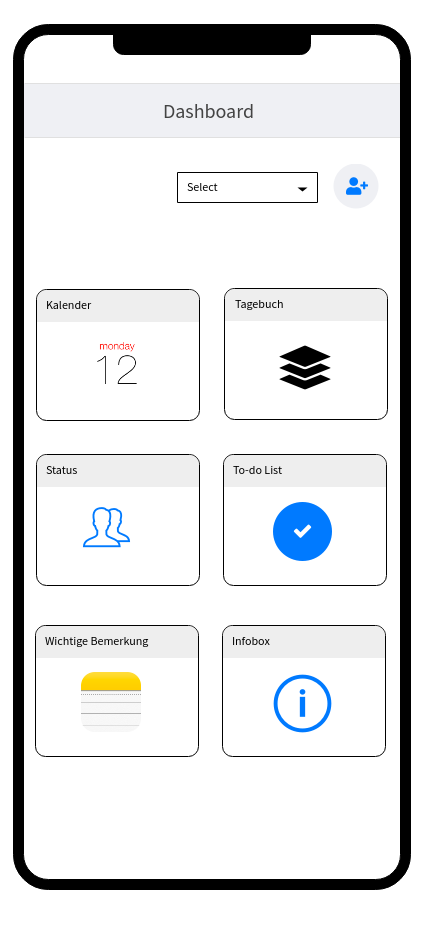 Dashboard
Select
Kalender
Tagebuch
monday
12
Status
To-do List
Wichtige Bemerkung
Infobox